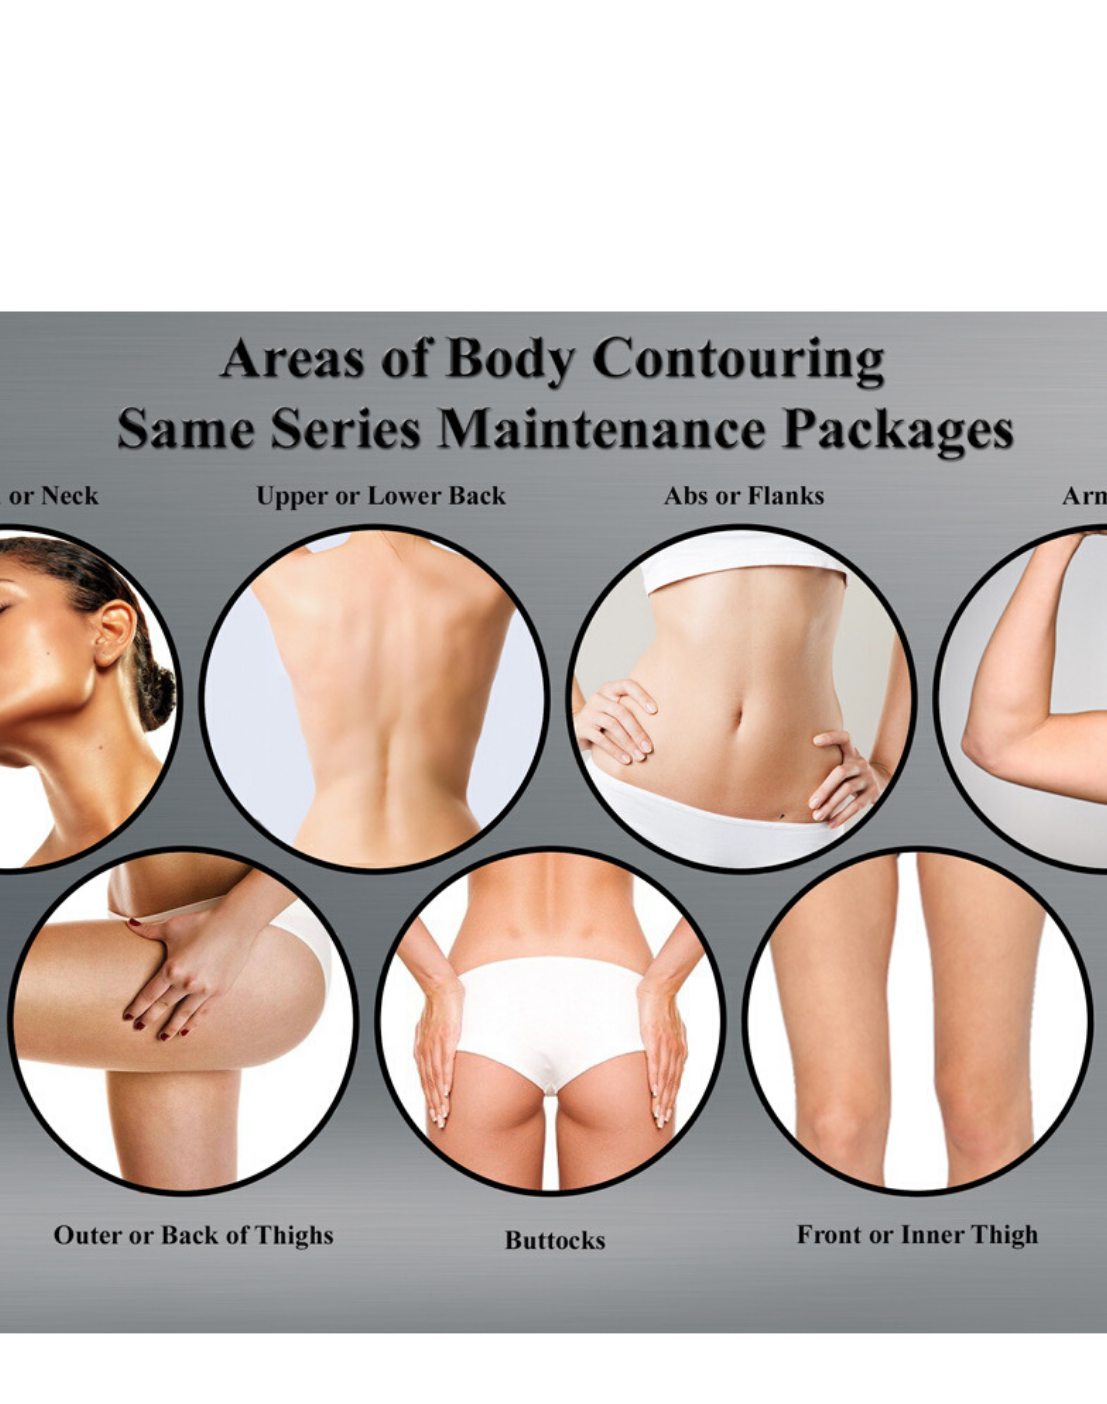 Areas of Body Contouring
Same Series Maintenance Packages
or Neck
Upper or Lower Back
Abs or Flanks
Outer or Back of Thighs
Buttocks
Front or Inner Thigh